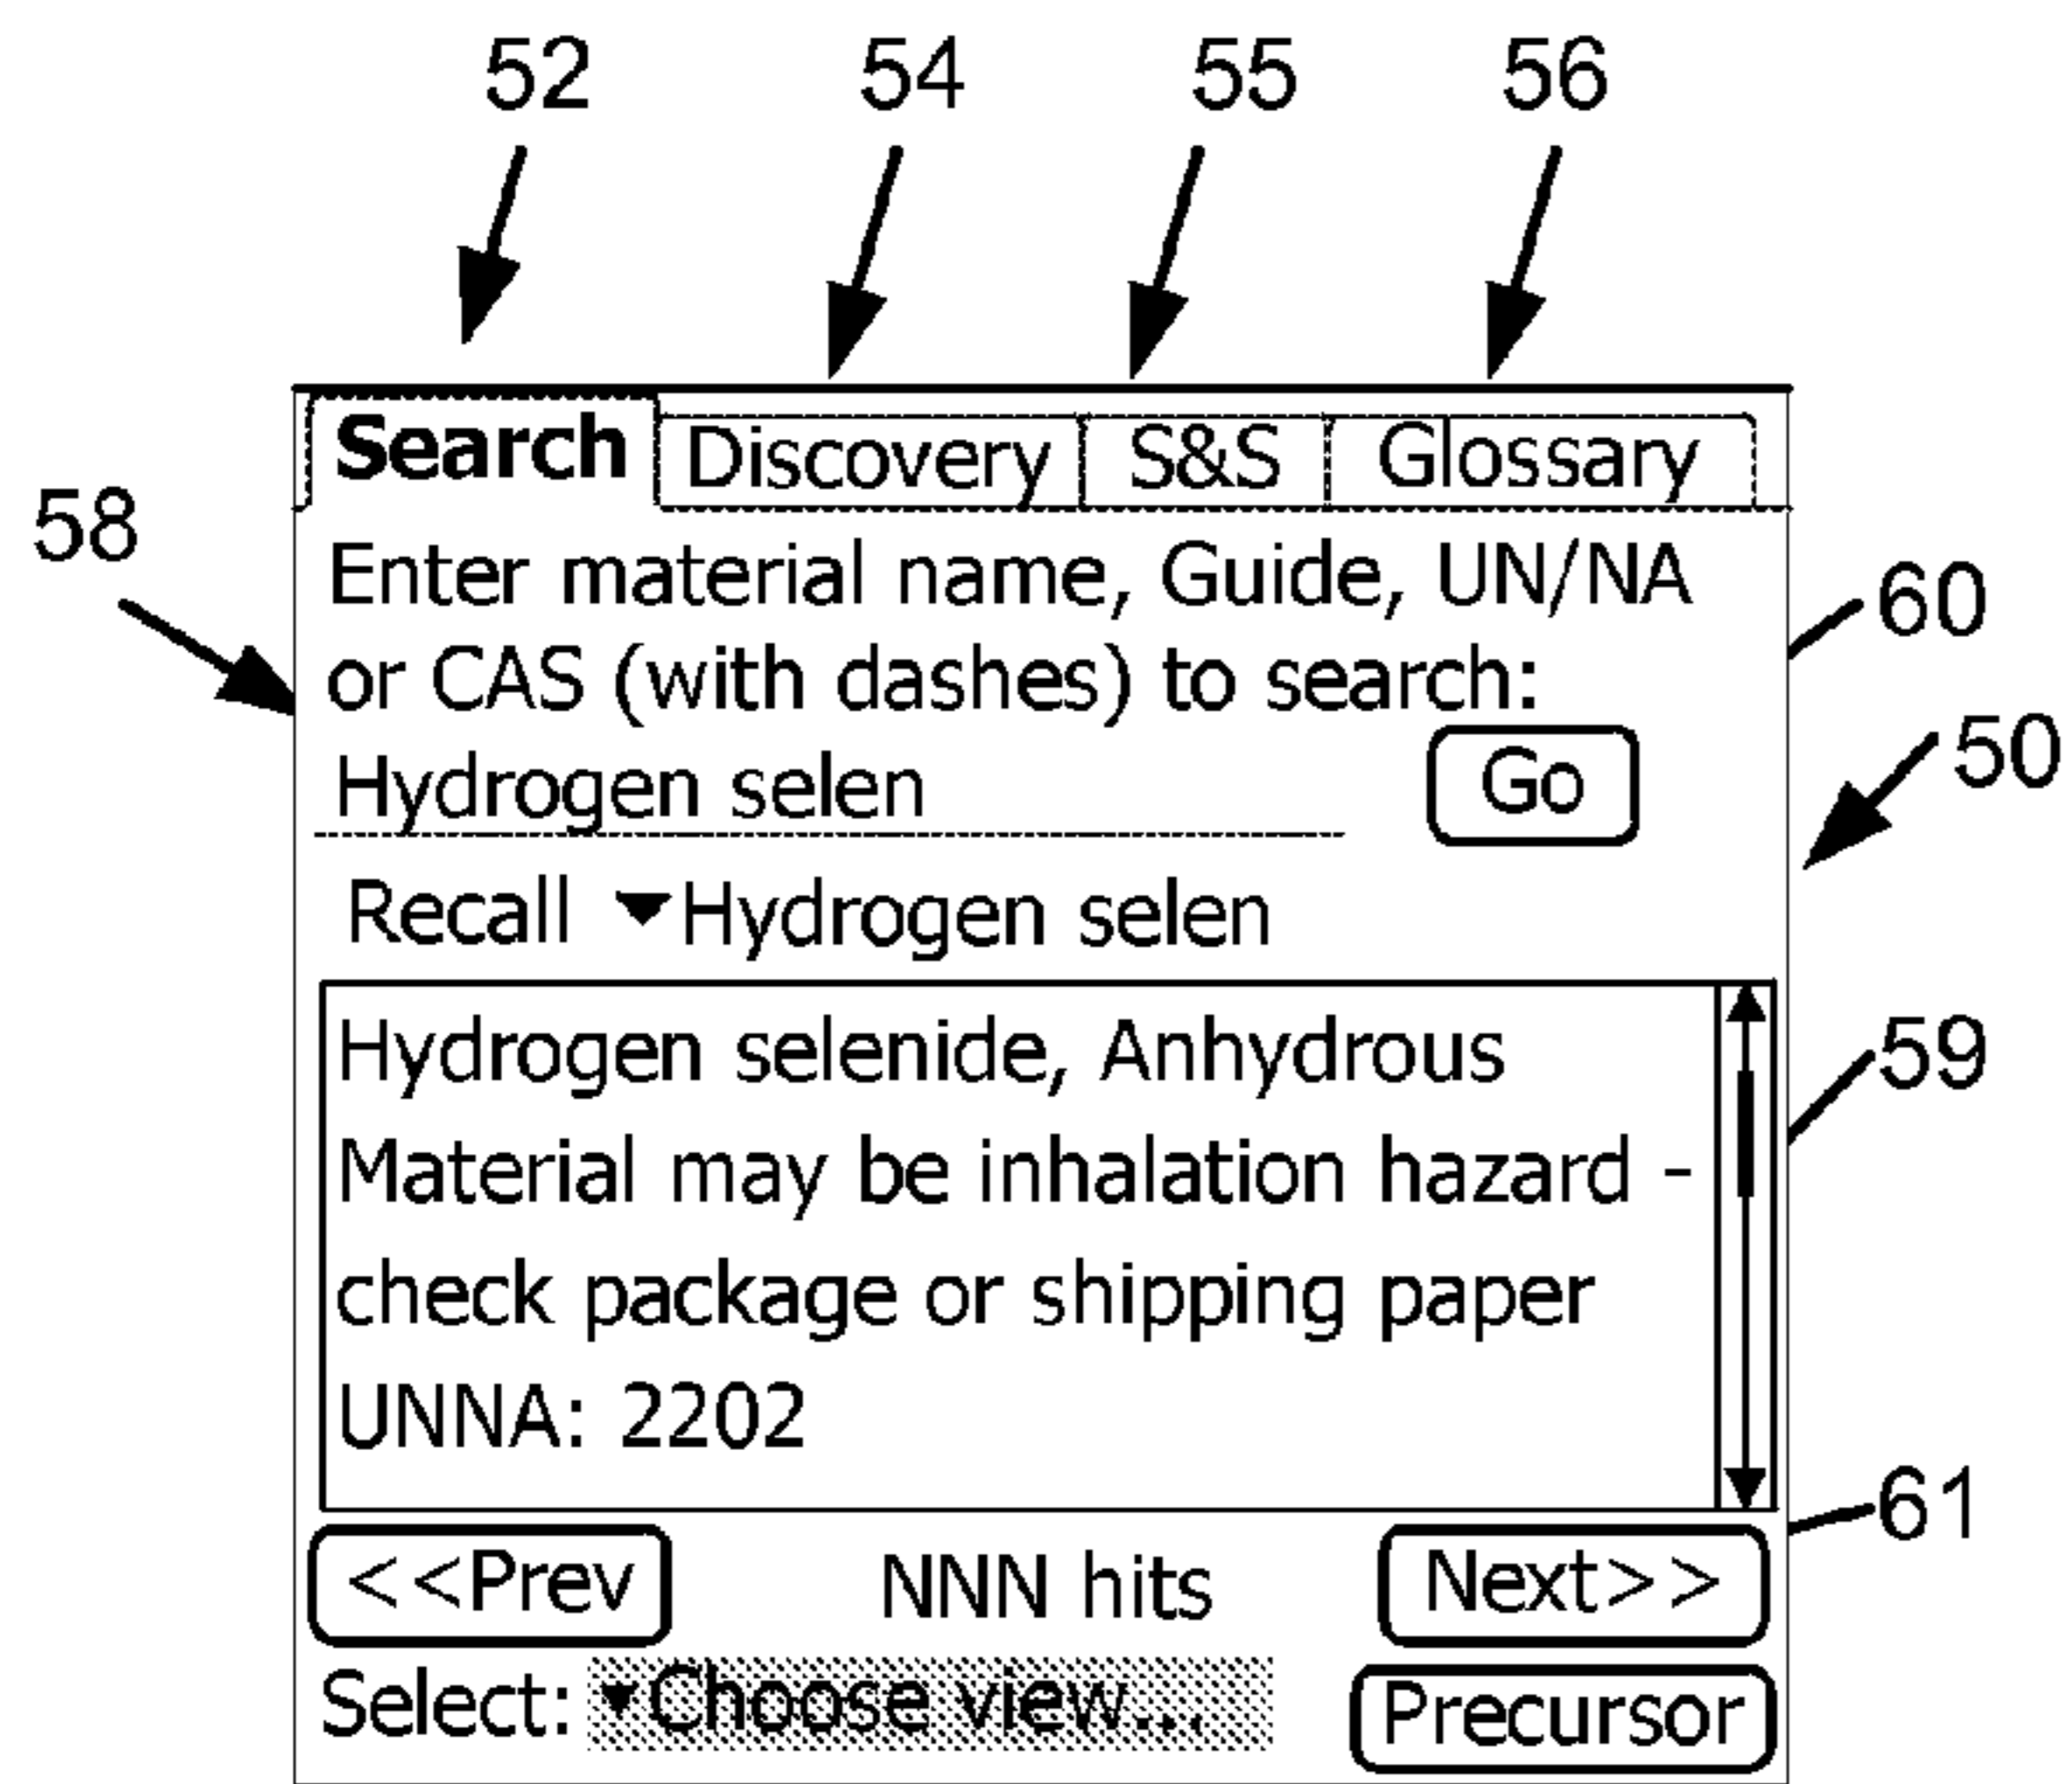 52 54 55 56
Search Discovery S&S Glossary
58
Enter material name, Guide, UN/NA
60
or CAS (with dashes) to search:
50
Hydrogen selen Go
Recall ▼Hydrogen selen
Hydrogen selenide, Anhydrous
59
Material may be inhalation hazard -
check package or shipping paper
UNNA: 2202
61
<<Prev NNN hits Next>>
Select: ▼Choose view... Precursor